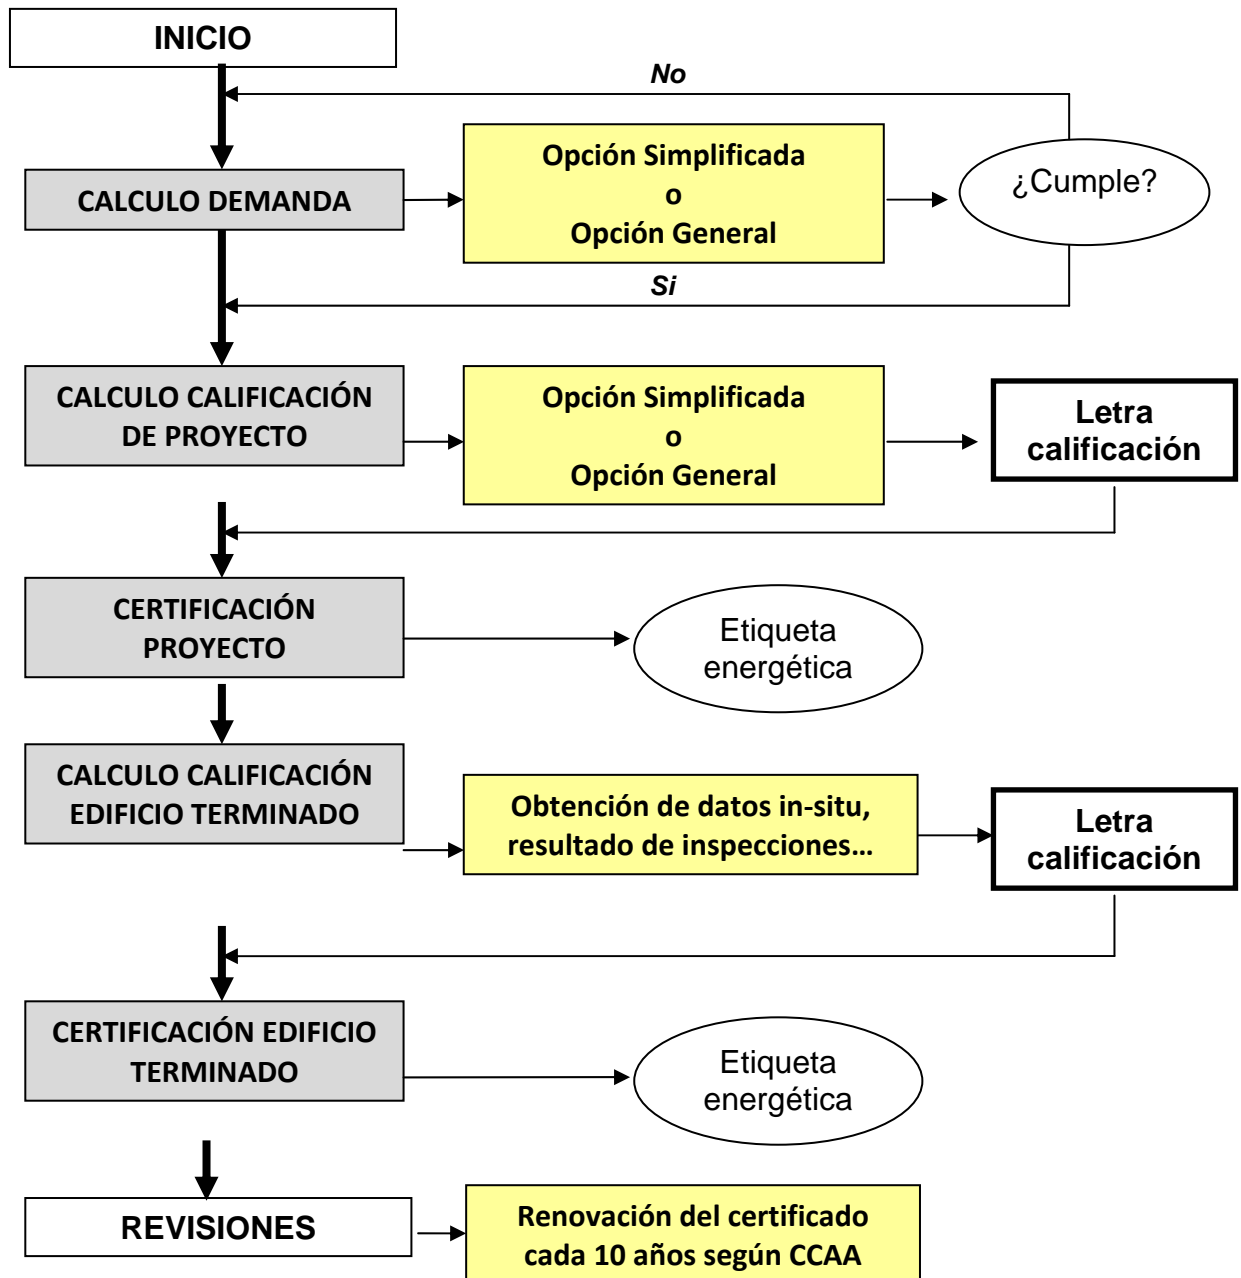 INICIO
No
CALCULO DEMANDA
Opción Simplificada
o
Opción General
¿Cumple?
Si
CALCULO CALIFICACIÓN
DE PROYECTO
Opción Simplificada
o
Opción General
Letra
calificación
CERTIFICACIÓN
PROYECTO
Etiqueta
energética
CALCULO CALIFICACIÓN
EDIFICIO TERMINADO
Obtención de datos in-situ,
resultado de inspecciones…
Letra
calificación
CERTIFICACIÓN EDIFICIO
TERMINADO
Etiqueta
energética
REVISIONES
Renovación del certificado
cada 10 años según CCAA